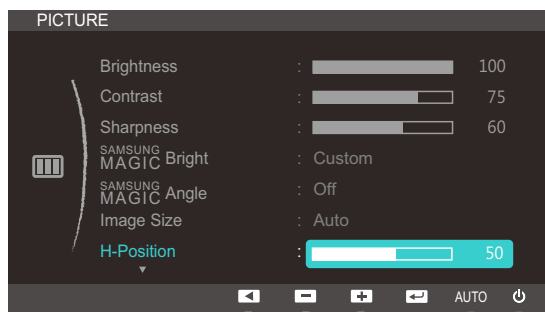 PICTURE
Brightness : 100
Contrast : 75
Sharpness : 60
SAMSUNG MAGIC Bright : Custom
SAMSUNG MAGIC Angle : Off
Image Size : Auto
H-Position : 50
AUTO